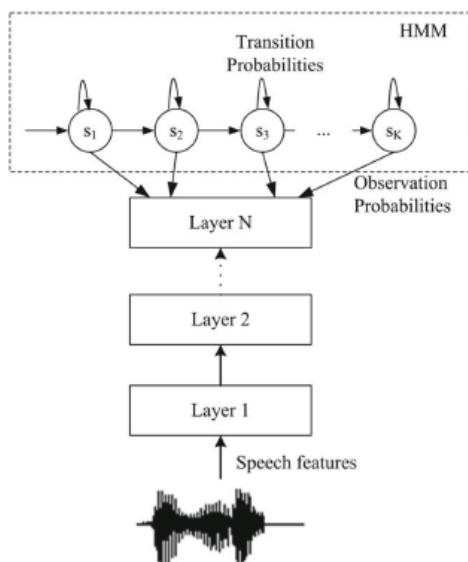 HMM
Transition
Probabilities
s1 s2 s3 ... sK
Observation
Probabilities
Layer N
Layer 2
Layer 1
Speech features